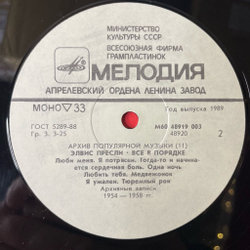 МИНИСТЕРСТВО
КУЛЬТУРЫ СССР
ВСЕСОЮЗНАЯ ФИРМА
ГРАМПЛАСТИНОК
МЕЛОДИЯ
АПРЕЛЕВСКИЙ ОРДЕНА ЛЕНИНА ЗАВОД
МОНО 33
Год выпуска 1989
ГОСТ 5289-88
Гр. 3. 3-25
М60 48919 003
48920
2
АРХИВ ПОПУЛЯРНОЙ МУЗЫКИ (11)
ЭЛВИС ПРЕСЛИ - ВСЕ В ПОРЯДКЕ
Люби меня. Я потрясен. Тогда-то и начина-
ется сердечная боль. Одна ночь.
Любить тебя. Медвежонок
Я умиляю. Тюремный рок
Архивные записи
1954 — 1958 гг.